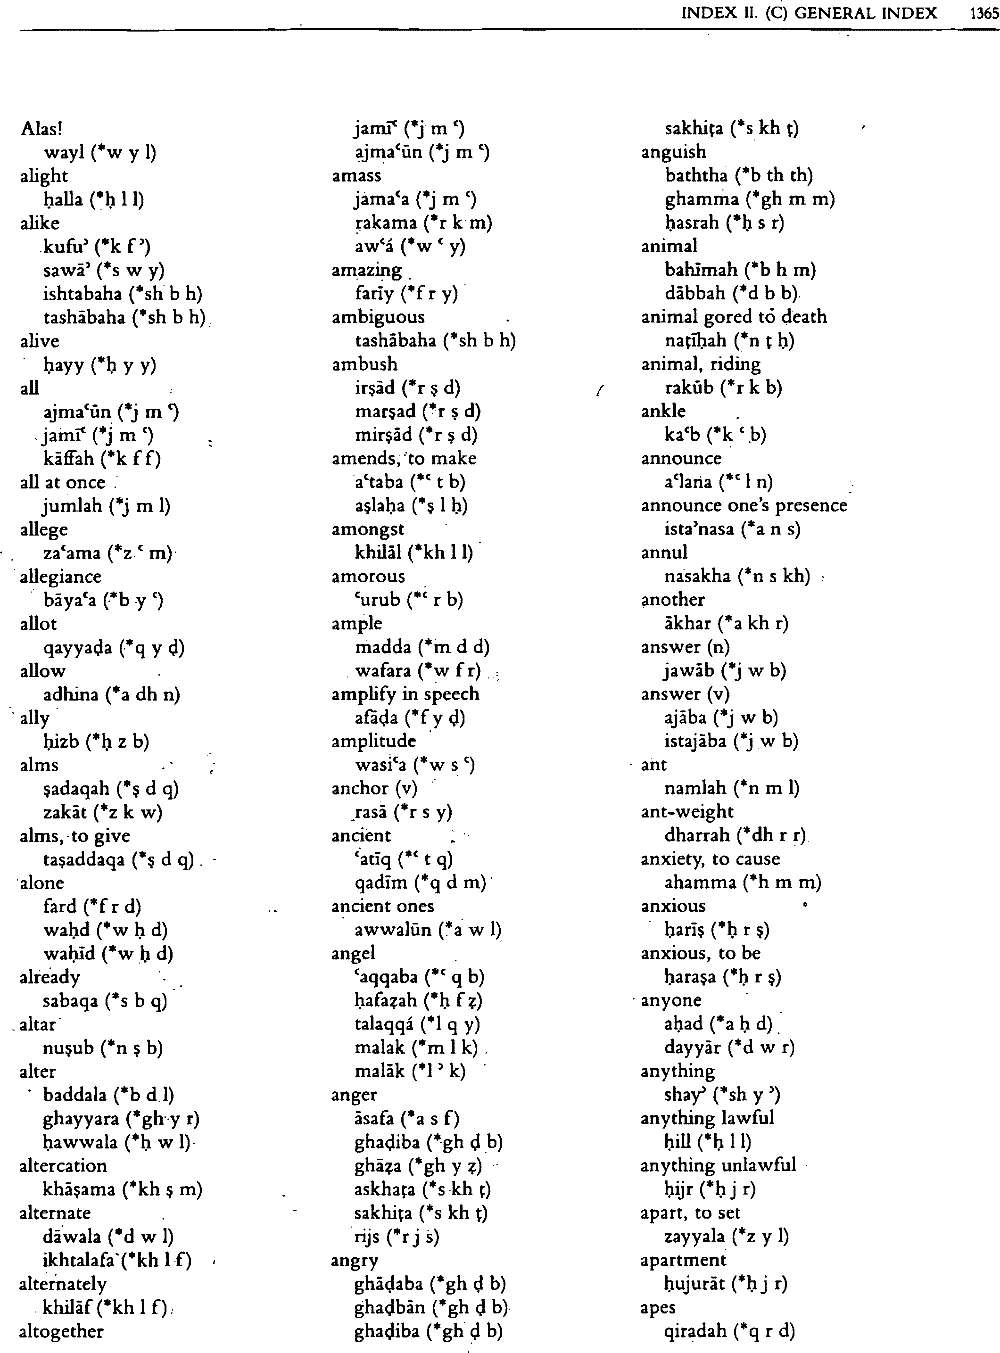 INDEX II. (C) GENERAL INDEX 1365
Alas!
wayl (*w y l)
alight
ḥalla (*ḥ l l)
alike
kufuʾ (*k f ʾ)
sawāʾ (*s w y)
ishtabaha (*sh b h)
tashābaha (*sh b h)
alive
ḥayy (*ḥ y y)
all
ajmaʿūn (*j m ʿ)
jamīʿ (*j m ʿ)
kāffah (*k f f)
all at once
jumlah (*j m l)
allege
zaʿama (*z ʿ m)
allegiance
bāyaʿa (*b y ʿ)
allot
qayyaḍa (*q y ḍ)
allow
adhina (*a dh n)
ally
ḥizb (*ḥ z b)
alms
ṣadaqah (*ṣ d q)
zakāt (*z k w)
alms, to give
taṣaddaqa (*ṣ d q)
alone
fard (*f r d)
waḥd (*w ḥ d)
waḥīd (*w ḥ d)
already
sabaqa (*s b q)
altar
nuṣub (*n ṣ b)
alter
baddala (*b d l)
ghayyara (*gh y r)
ḥawwala (*ḥ w l)
altercation
khāṣama (*kh ṣ m)
alternate
dāwala (*d w l)
ikhtalafa (*kh l f)
alternately
khilāf (*kh l f)
altogether
jamīʿ (*j m ʿ)
ajmaʿūn (*j m ʿ)
amass
jamaʿa (*j m ʿ)
rakama (*r k m)
awʿá (*w ʿ y)
amazing
farīy (*f r y)
ambiguous
tashābaha (*sh b h)
ambush
irṣād (*r ṣ d)
marṣad (*r ṣ d)
mirṣād (*r ṣ d)
amends, to make
aʿtaba (*ʿ t b)
aṣlaḥa (*ṣ l ḥ)
amongst
khilāl (*kh l l)
amorous
ʿurub (*ʿ r b)
ample
madda (*m d d)
wafara (*w f r)
amplify in speech
afāḍa (*f y ḍ)
amplitude
wasiʿa (*w s ʿ)
anchor (v)
rasā (*r s y)
ancient
ʿatīq (*ʿ t q)
qadīm (*q d m)
ancient ones
awwalūn (*a w l)
angel
ʿaqqaba (*ʿ q b)
ḥafaẓah (*ḥ f ẓ)
talaqqá (*l q y)
malak (*m l k)
malāk (*l ʾ k)
anger
āsafa (*a s f)
ghaḍiba (*gh ḍ b)
ghāẓa (*gh y ẓ)
askhaṭa (*s kh ṭ)
sakhiṭa (*s kh ṭ)
rijs (*r j s)
angry
ghāḍaba (*gh ḍ b)
ghaḍbān (*gh ḍ b)
ghaḍiba (*gh ḍ b)
sakhiṭa (*s kh ṭ)
anguish
baththa (*b th th)
ghamma (*gh m m)
ḥasrah (*ḥ s r)
animal
bahīmah (*b h m)
dābbah (*d b b)
animal gored to death
naṭīḥah (*n ṭ ḥ)
animal, riding
rakūb (*r k b)
ankle
kaʿb (*k ʿ b)
announce
aʿlana (*ʿ l n)
announce one's presence
istaʾnasa (*a n s)
annul
nasakha (*n s kh)
another
ākhar (*a kh r)
answer (n)
jawāb (*j w b)
answer (v)
ajāba (*j w b)
istajāba (*j w b)
ant
namlah (*n m l)
ant-weight
dharrah (*dh r r)
anxiety, to cause
ahamma (*h m m)
anxious
ḥarīṣ (*ḥ r ṣ)
anxious, to be
ḥaraṣa (*ḥ r ṣ)
anyone
aḥad (*a ḥ d)
dayyār (*d w r)
anything
shayʾ (*sh y ʾ)
anything lawful
ḥill (*ḥ l l)
anything unlawful
ḥijr (*ḥ j r)
apart, to set
zayyala (*z y l)
apartment
ḥujurāt (*ḥ j r)
apes
qiradah (*q r d)